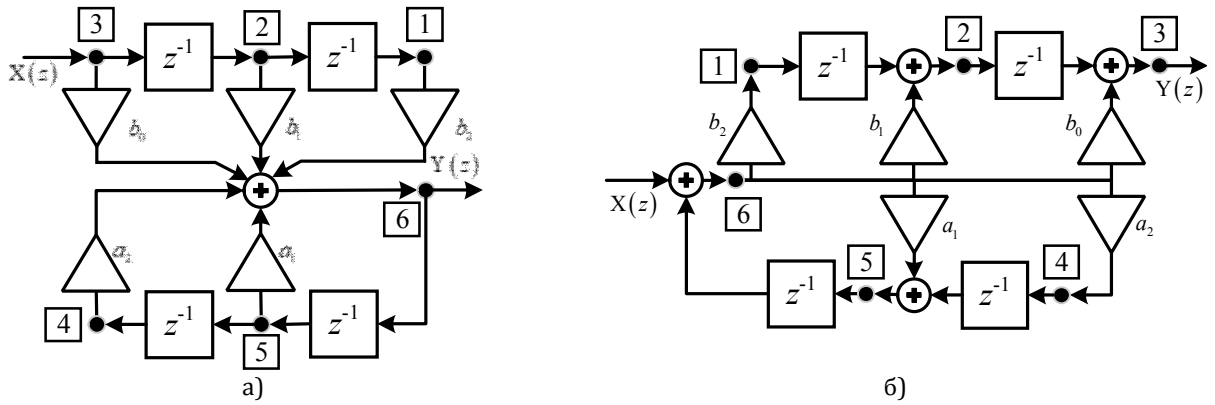 3
2
1
X(z)
z⁻¹
z⁻¹
b₀
b₁
b₂
Y(z)
6
a₂
a₁
4
z⁻¹
5
z⁻¹
а)
1
z⁻¹
2
z⁻¹
3
Y(z)
b₂
b₁
b₀
X(z)
6
a₁
a₂
z⁻¹
5
z⁻¹
4
б)